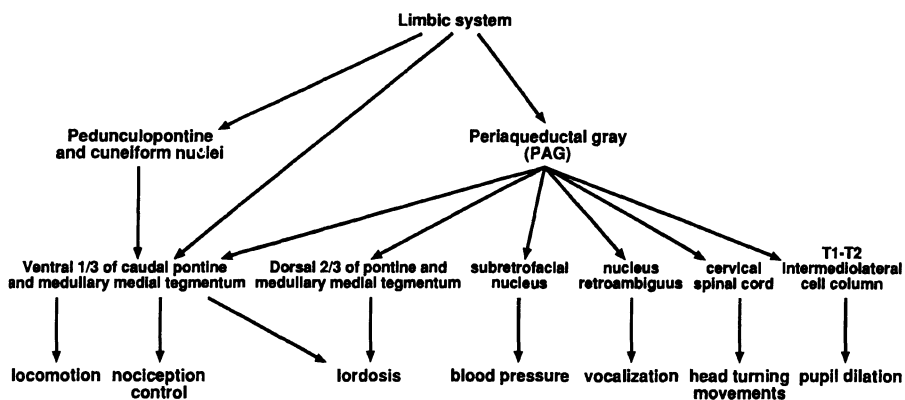 Limbic system
Pedunculopontine
and cuneiform nuclei
Periaqueductal gray
(PAG)
Ventral 1/3 of caudal pontine
and medullary medial tegmentum
Dorsal 2/3 of pontine and
medullary medial tegmentum
subretrofacial
nucleus
nucleus
retroambiguus
cervical
spinal cord
T1-T2
intermediolateral
cell column
locomotion
nociception
control
lordosis
blood pressure
vocalization
head turning
movements
pupil dilation